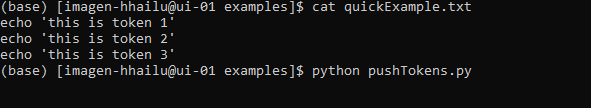 (base) [imagen-hhailu@ui-01 examples]$ cat quickExample.txt
echo 'this is token 1'
echo 'this is token 2'
echo 'this is token 3'
(base) [imagen-hhailu@ui-01 examples]$ python pushTokens.py